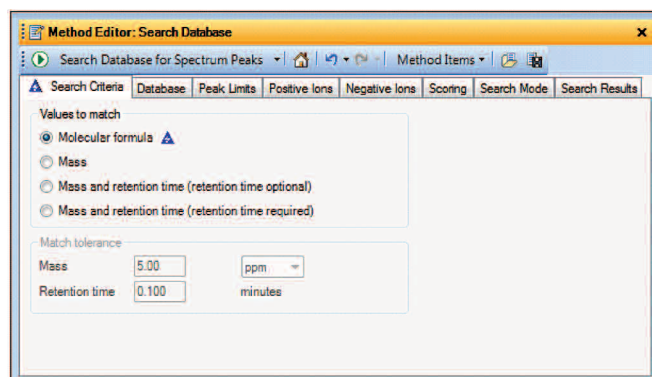 Method Editor: Search Database
Search Database for Spectrum Peaks Method Items
Search Criteria Database Peak Limits Positive Ions Negative Ions Scoring Search Mode Search Results
Values to match
Molecular formula
Mass
Mass and retention time (retention time optional)
Mass and retention time (retention time required)
Match tolerance
Mass 5.00 ppm
Retention time 0.100 minutes